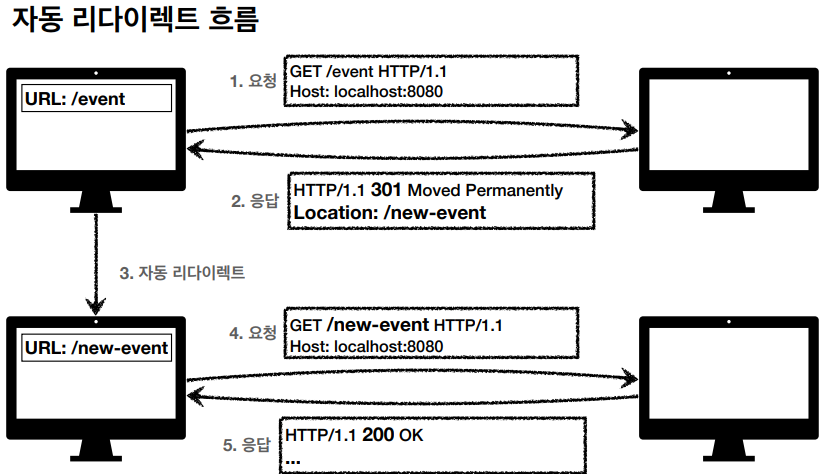 자동 리다이렉트 흐름
URL: /event
1. 요청
GET /event HTTP/1.1
Host: localhost:8080
2. 응답
HTTP/1.1 301 Moved Permanently
Location: /new-event
3. 자동 리다이렉트
URL: /new-event
4. 요청
GET /new-event HTTP/1.1
Host: localhost:8080
5. 응답
HTTP/1.1 200 OK
...